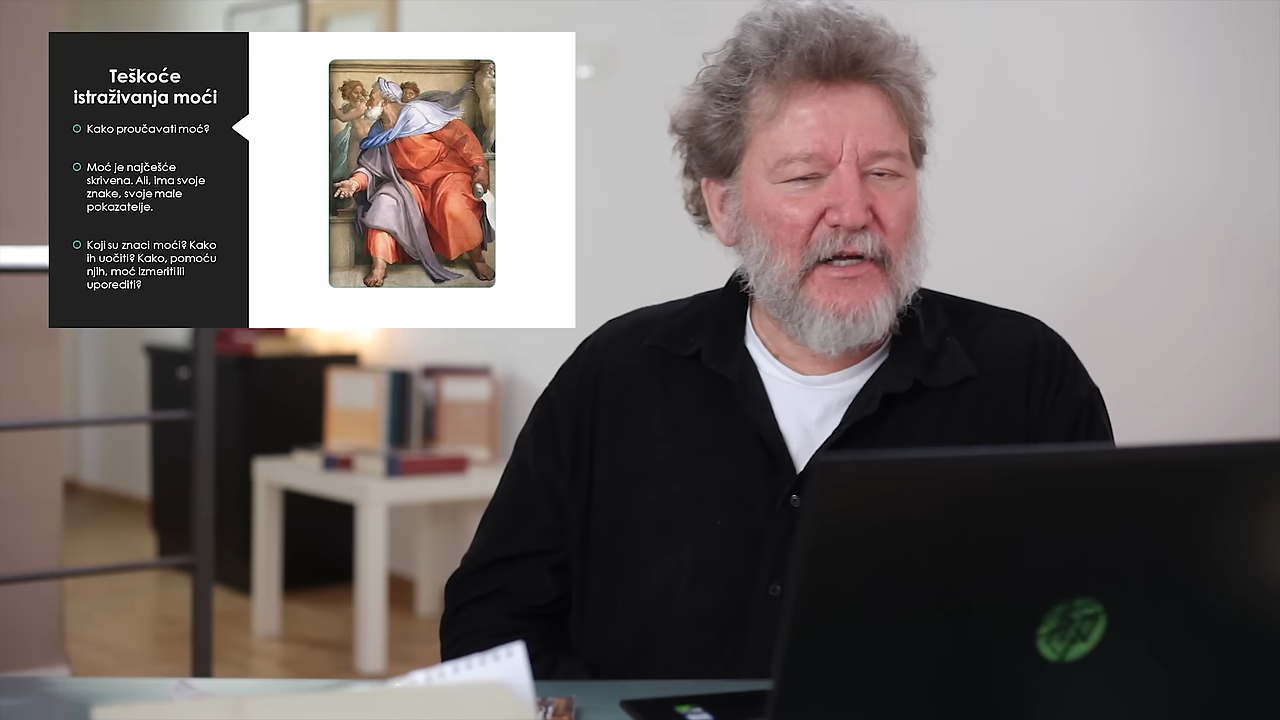 Teškoće
istraživanja moći
Kako proučavati moć?
Moć je najčešće
skrivena. Ali, ima svoje
znake, svoje male
pokazatelje.
Koji su znaci moći? Kako
ih uočiti? Kako, pomoću
njih, moć izmeriti ili
uporediti?